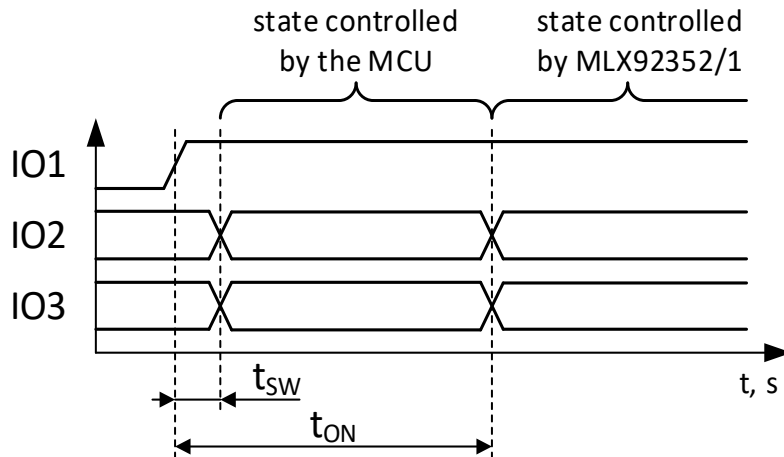 state controlled
by the MCU
state controlled
by MLX92352/1
IO1
IO2
IO3
t, s
tSW
tON